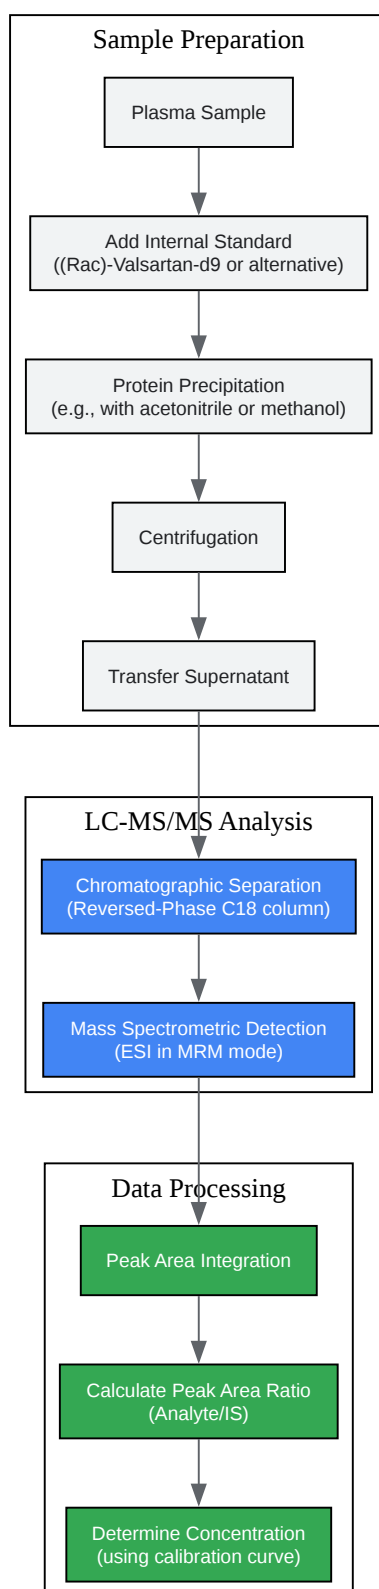 Sample Preparation
Plasma Sample
Add Internal Standard
((Rac)-Valsartan-d9 or alternative)
Protein Precipitation
(e.g., with acetonitrile or methanol)
Centrifugation
Transfer Supernatant
LC-MS/MS Analysis
Chromatographic Separation
(Reversed-Phase C18 column)
Mass Spectrometric Detection
(ESI in MRM mode)
Data Processing
Peak Area Integration
Calculate Peak Area Ratio
(Analyte/IS)
Determine Concentration
(using calibration curve)